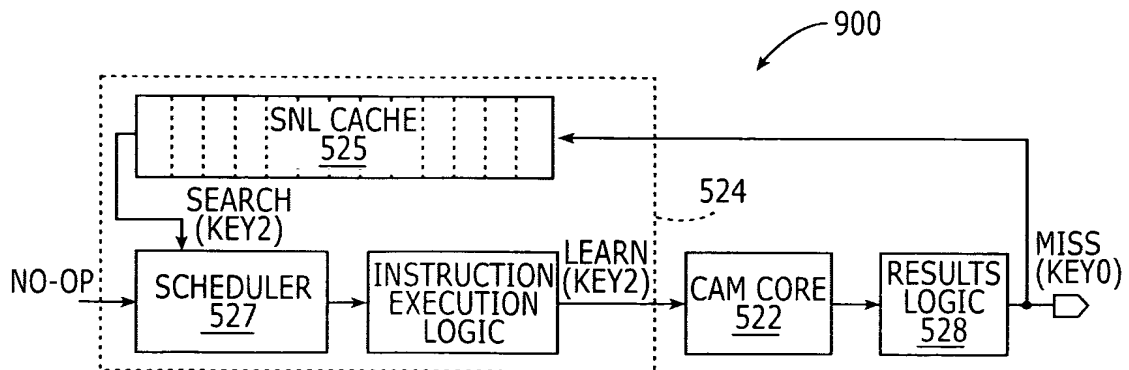 900
SNL CACHE
525
524
SEARCH
(KEY2)
NO-OP
SCHEDULER
527
INSTRUCTION
EXECUTION
LOGIC
LEARN
(KEY2)
CAM CORE
522
RESULTS
LOGIC
528
MISS
(KEY0)